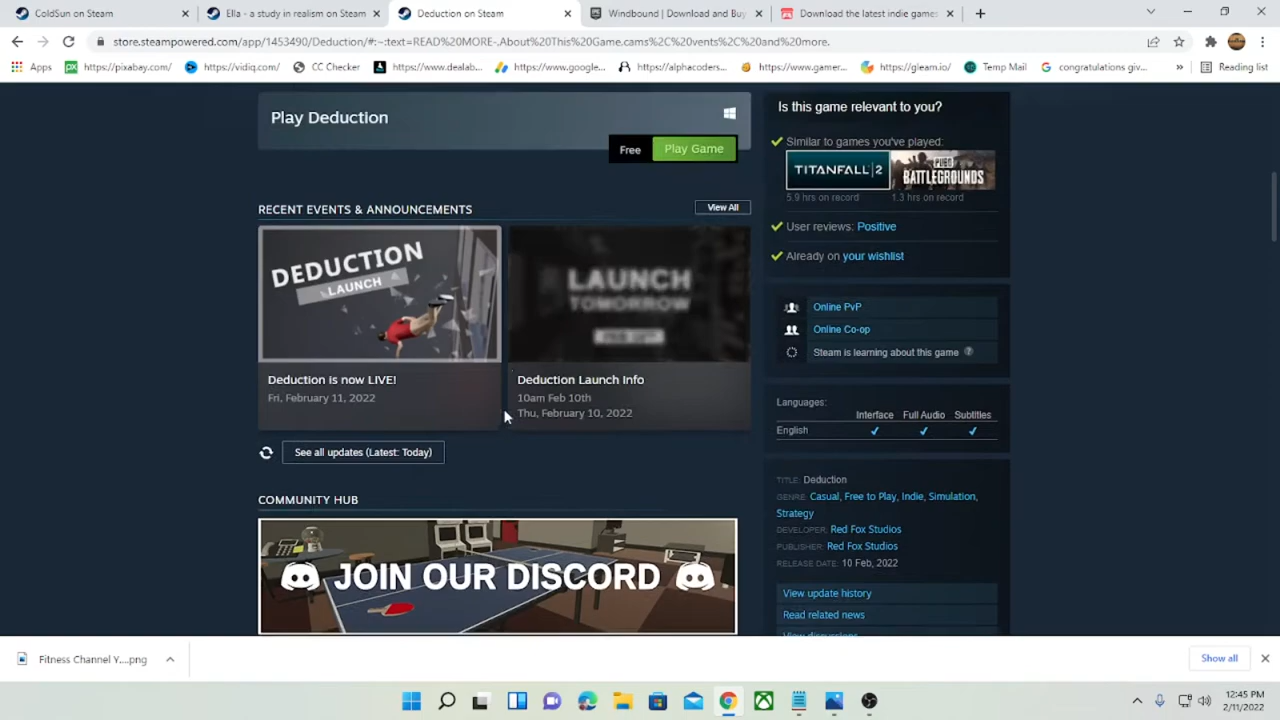 ColdSun on Steam
Ella - a study in realism on Steam
Deduction on Steam
Windbound | Download and Buy
Download the latest indie games
store.steampowered.com/app/1453490/Deduction/#:~:text=READ%20MORE-,About%20This%20Game.cams%2C%20vents%2C%20and%20more.
Apps
https://pixabay.com/
https://vidiq.com/
CC Checker
https://www.dealab...
https://www.google...
https://alphacoders...
https://www.gamer...
https://gleam.io/
Temp Mail
congratulations giv...
»
Reading list
Play Deduction
Free
Play Game
RECENT EVENTS & ANNOUNCEMENTS
View All
DEDUCTION
LAUNCH
LAUNCH
TOMORROW
Deduction is now LIVE!
Fri, February 11, 2022
Deduction Launch Info
10am Feb 10th
Thu, February 10, 2022
See all updates (Latest: Today)
COMMUNITY HUB
JOIN OUR DISCORD
Is this game relevant to you?
Similar to games you've played:
TITANFALL|2
PUBG
BATTLEGROUNDS
5.9 hrs on record
1.3 hrs on record
User reviews: Positive
Already on your wishlist
Online PvP
Online Co-op
Steam is learning about this game ?
Languages:
Interface Full Audio Subtitles
English ✔ ✔ ✔
TITLE: Deduction
GENRE: Casual, Free to Play, Indie, Simulation,
Strategy
DEVELOPER: Red Fox Studios
PUBLISHER: Red Fox Studios
RELEASE DATE: 10 Feb, 2022
View update history
Read related news
View discussions
Fitness Channel Y....png
Show all
12:45 PM
2/11/2022